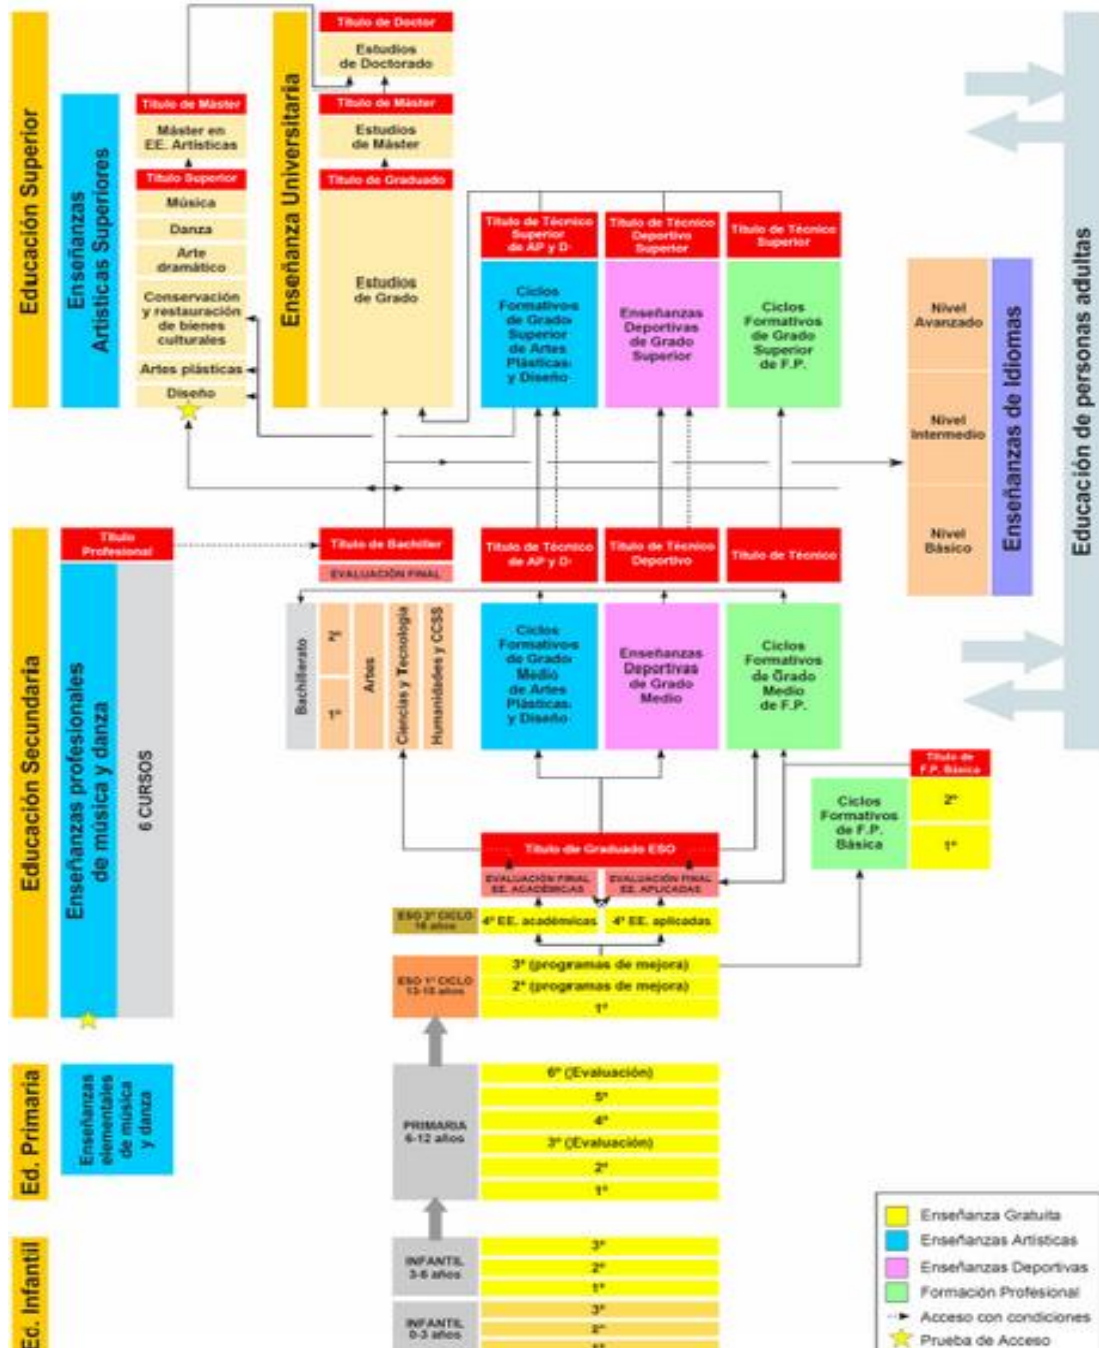 Educación Superior
Enseñanzas
Artísticas Superiores
Título de Máster
Máster en
EE. Artísticas
Título Superior
Música
Danza
Arte
dramático
Conservación
y restauración
de bienes
culturales
Artes plásticas
Diseño
Enseñanza Universitaria
Título de Doctor
Estudios
de Doctorado
Título de Máster
Estudios
de Máster
Título de Graduado
Estudios
de Grado
Título de Técnico
Superior
de AP y D·
Ciclos
Formativos
de Grado
Superior
de Artes
Plásticas
y Diseño
Título de Técnico
Deportivo
Superior
Enseñanzas
Deportivas
de Grado
Superior
Título de Técnico
Superior
Ciclos
Formativos
de Grado
Superior
de F.P.
Nivel
Avanzado
Nivel
Intermedio
Nivel
Básico
Enseñanzas de Idiomas
Educación de personas adultas
Educación Secundaria
Título
Profesional
Enseñanzas profesionales
de música y danza
6 CURSOS
Título de Bachiller
EVALUACIÓN FINAL
Bachillerato
2º
1º
Artes
Ciencias y Tecnología
Humanidades y CCSS
Título de Técnico
de AP y D·
Ciclos
Formativos
de Grado
Medio
de Artes
Plásticas
y Diseño
Título de Técnico
Deportivo
Enseñanzas
Deportivas
de Grado
Medio
Título de Técnico
Ciclos
Formativos
de Grado
Medio
de F.P.
Título de
F.P. Básica
Ciclos
Formativos
de F.P.
Básica
2º
1º
Título de Graduado ESO
EVALUACIÓN FINAL
EE. ACADÉMICAS
EVALUACIÓN FINAL
EE. APLICADAS
ESO 2º CICLO
16 años
4º EE. académicas
4º EE. aplicadas
ESO 1º CICLO
13-15 años
3º (programas de mejora)
2º (programas de mejora)
1º
Ed. Primaria
Enseñanzas
elementales
de música
y danza
PRIMARIA
6-12 años
6º (¡Evaluación)
5º
4º
3º (¡Evaluación)
2º
1º
Ed. Infantil
INFANTIL
3-6 años
3º
2º
1º
INFANTIL
0-3 años
3º
2º
Enseñanza Gratuita
Enseñanzas Artísticas
Enseñanzas Deportivas
Formación Profesional
Acceso con condiciones
Prueba de Acceso